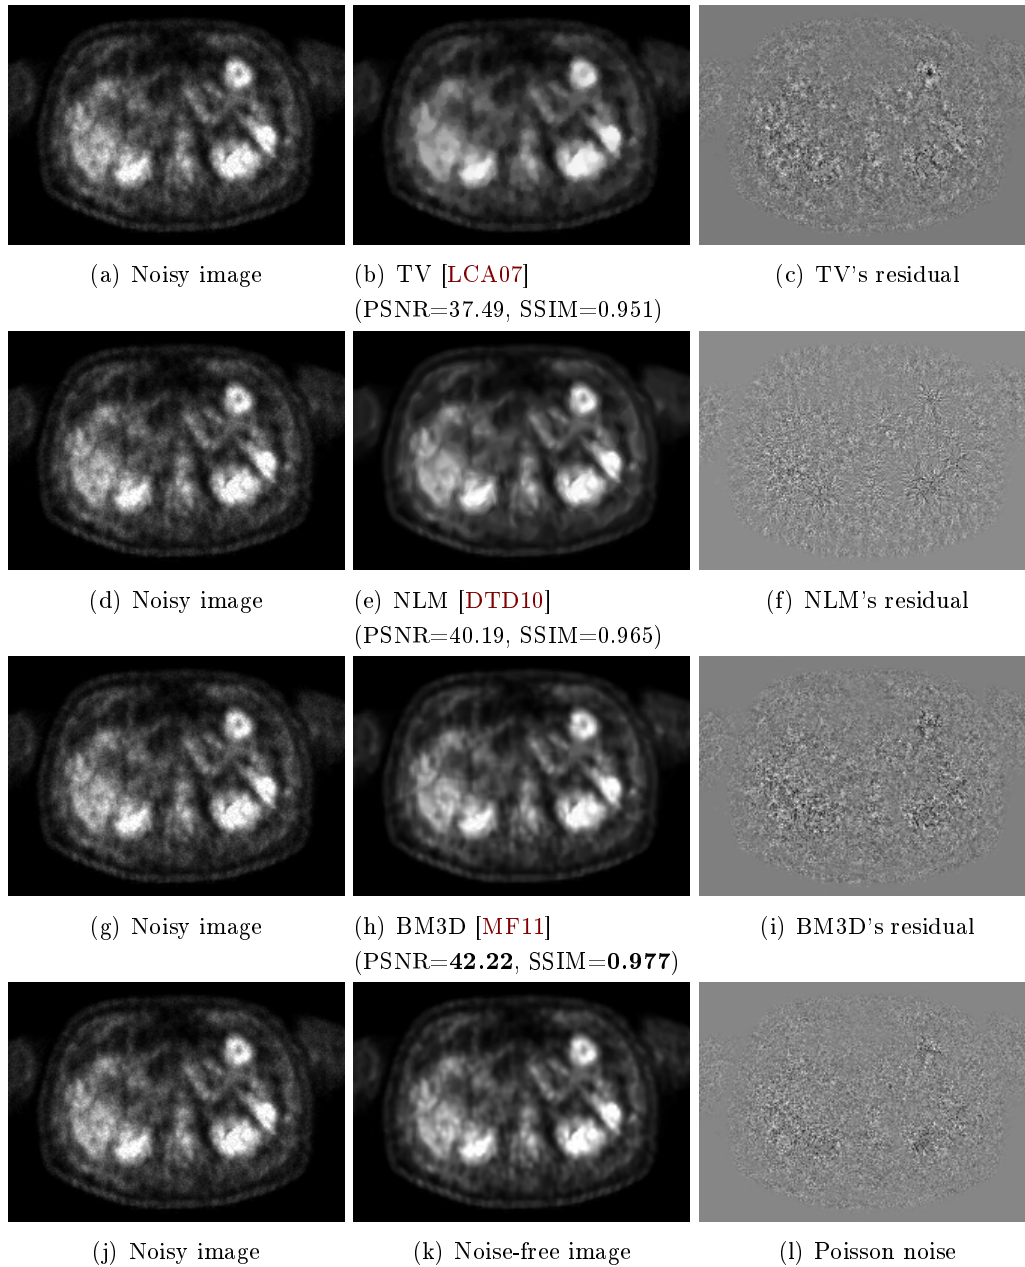 (a) Noisy image
(b) TV [LCA07]
(PSNR=37.49, SSIM=0.951)
(c) TV's residual
(d) Noisy image
(e) NLM [DTD10]
(PSNR=40.19, SSIM=0.965)
(f) NLM's residual
(g) Noisy image
(h) BM3D [MF11]
(PSNR=42.22, SSIM=0.977)
(i) BM3D's residual
(j) Noisy image
(k) Noise-free image
(l) Poisson noise